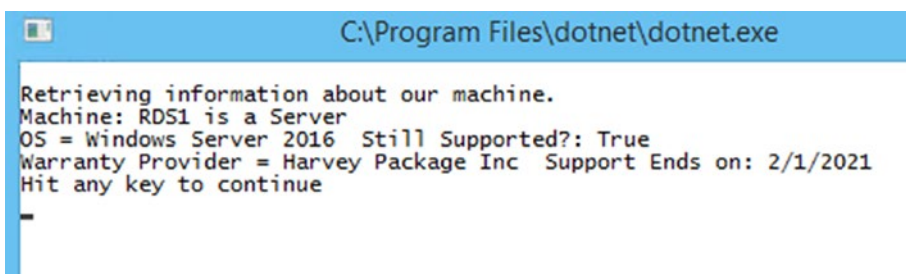 C:\Program Files\dotnet\dotnet.exe
Retrieving information about our machine.
Machine: RDS1 is a Server
OS = Windows Server 2016  Still Supported?: True
Warranty Provider = Harvey Package Inc  Support Ends on: 2/1/2021
Hit any key to continue